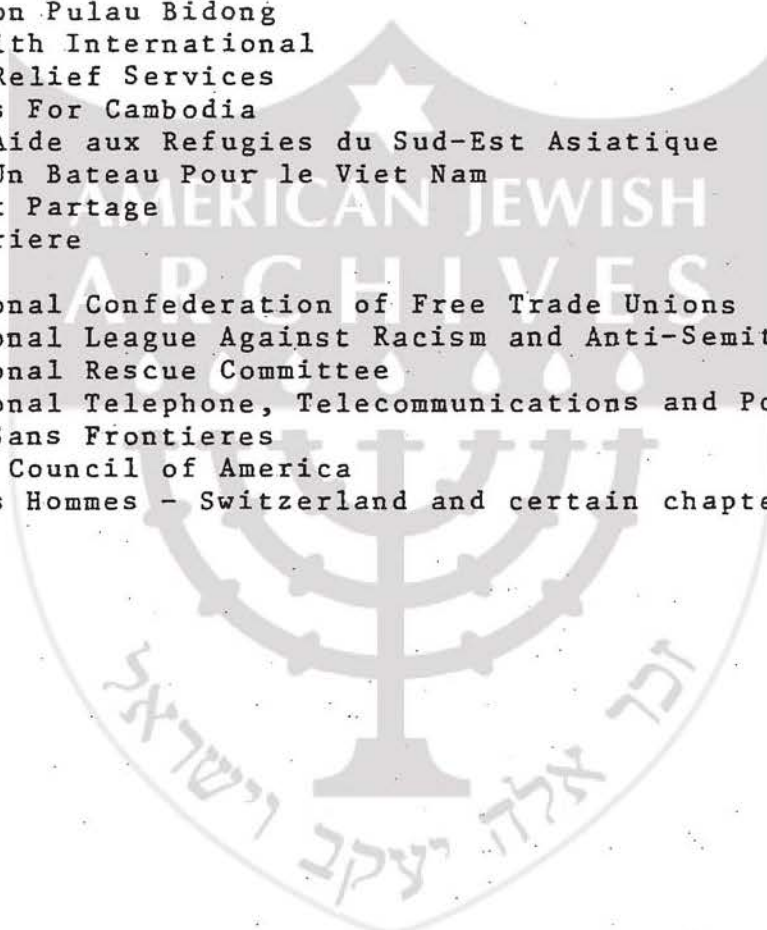 on Pulau Bidong
ith International
Relief Services
s For Cambodia
Aide aux Refugies du Sud-Est Asiatique
Un Bateau Pour le Viet Nam
t Partage
riere
onal Confederation of Free Trade Unions
onal League Against Racism and Anti-Semit
onal Rescue Committee
onal Telephone, Telecommunications and Po
Sans Frontieres
Council of America
s Hommes - Switzerland and certain chapte
AMERICAN JEWISH
ARCHIVES
זכר אלה יעקב וישראל